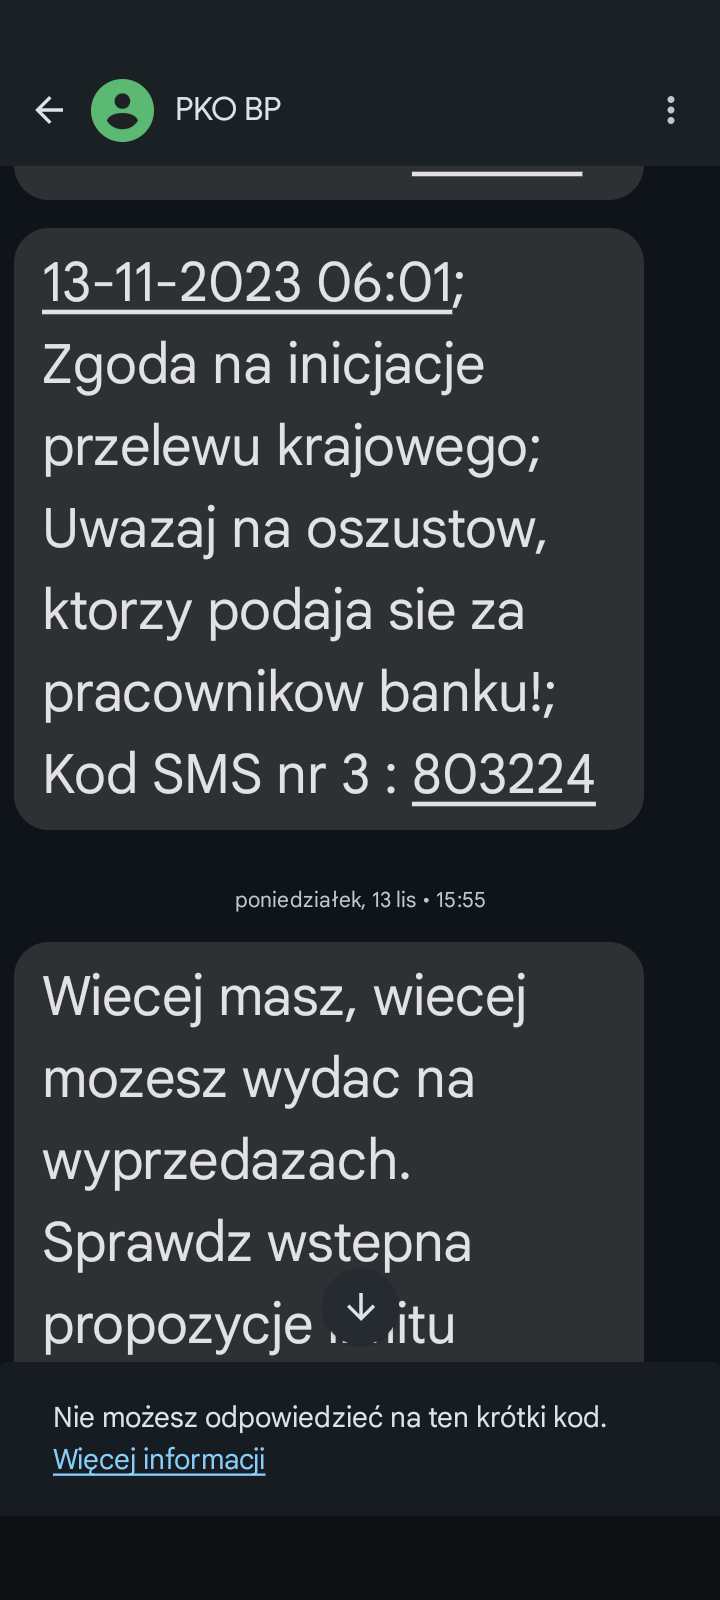 PKO BP
13-11-2023 06:01;
Zgoda na inicjacje
przelewu krajowego;
Uwazaj na oszustow,
ktorzy podaja sie za
pracownikow banku!;
Kod SMS nr 3 : 803224
poniedziałek, 13 lis • 15:55
Wiecej masz, wiecej
mozesz wydac na
wyprzedazach.
Sprawdz wstepna
propozycje
Nie możesz odpowiedzieć na ten krótki kod.
Więcej informacji